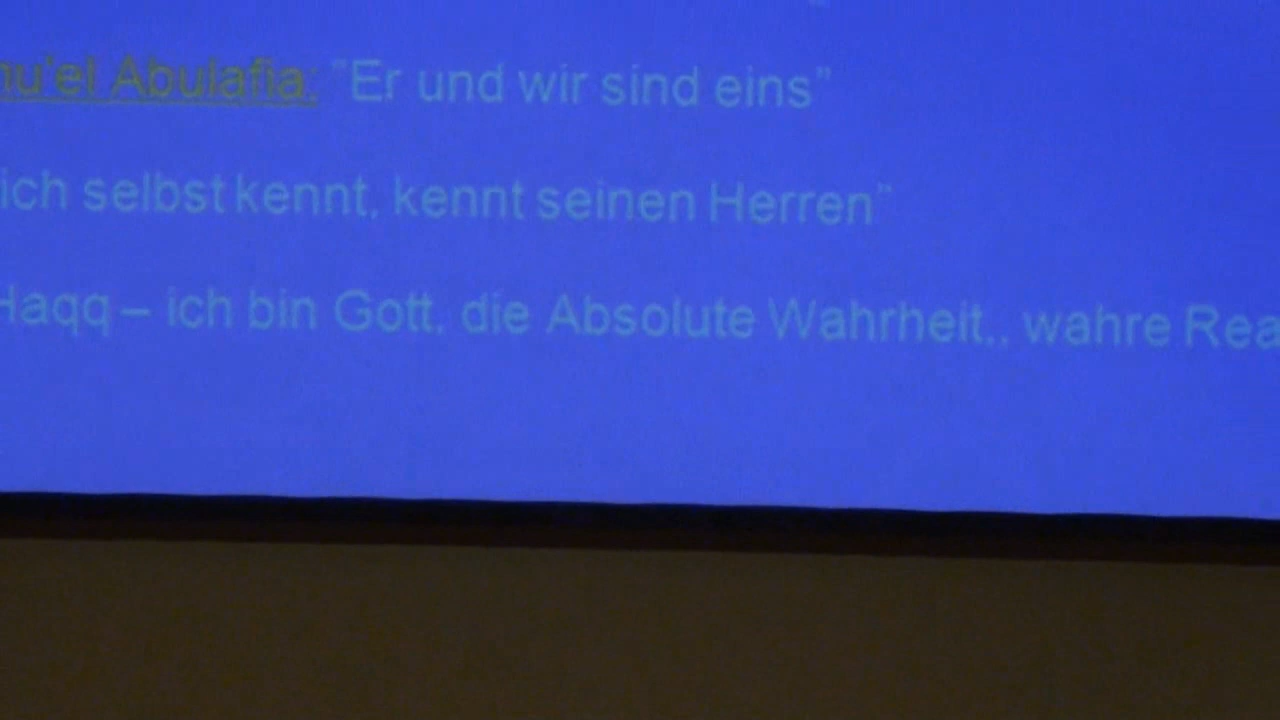 nu'el Abulafia: "Er und wir sind eins"
ich selbst kennt, kennt seinen Herren"
Haqq – ich bin Gott, die Absolute Wahrheit,, wahre Rea